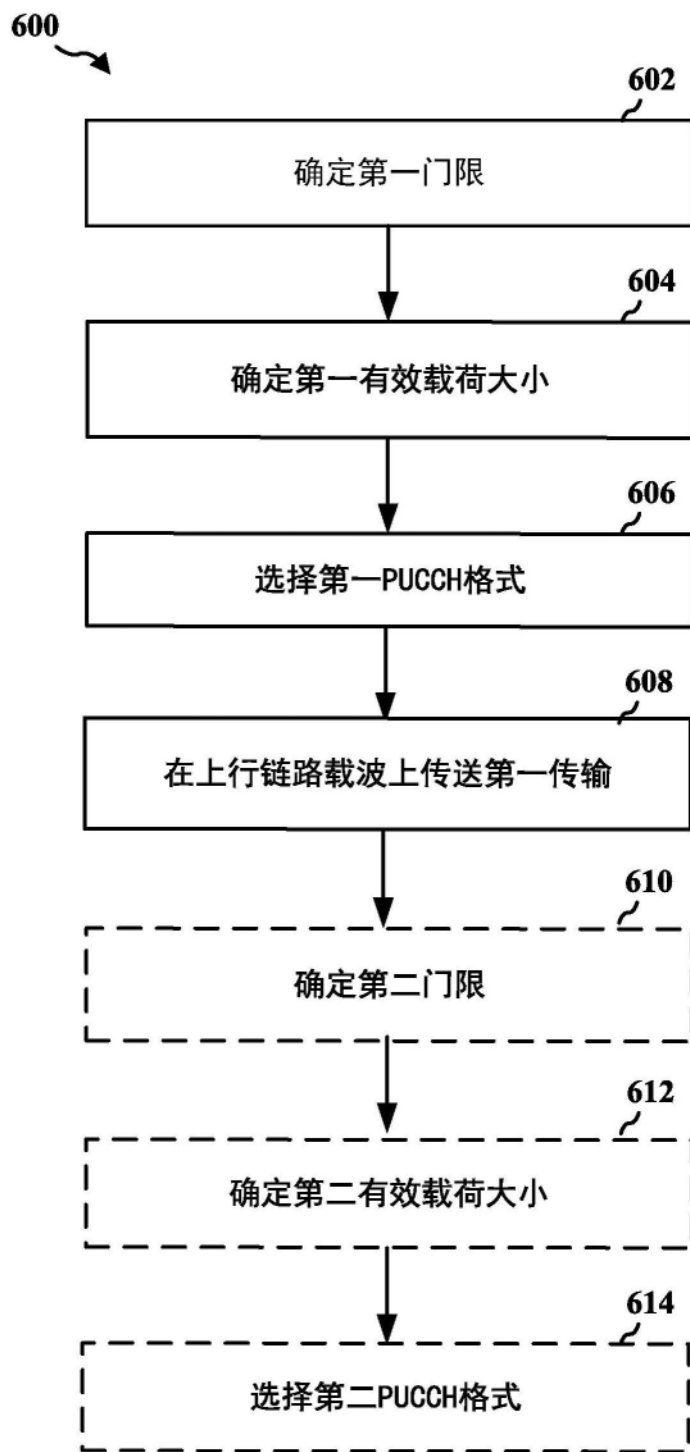 600
602
确定第一门限
604
确定第一有效载荷大小
606
选择第一PUCCH格式
608
在上行链路载波上传送第一传输
610
确定第二门限
612
确定第二有效载荷大小
614
选择第二PUCCH格式